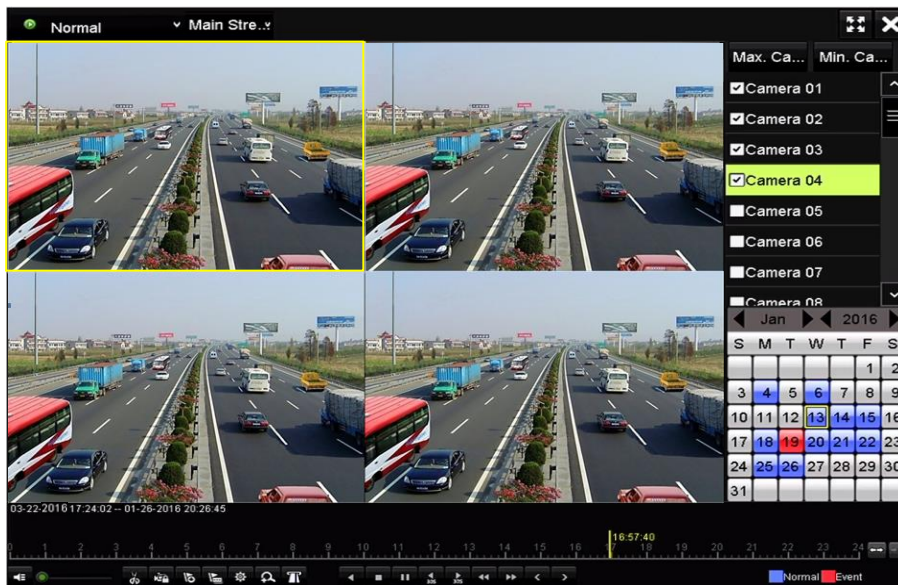 Normal
Main Stre...
Max. Ca...
Min. Ca...
Camera 01
Camera 02
Camera 03
Camera 04
Camera 05
Camera 06
Camera 07
Camera 08
Jan 2016
S M T W T F S
1 2
3 4 5 6 7 8 9
10 11 12 13 14 15 16
17 18 19 20 21 22 23
24 25 26 27 28 29 30
31
03-22-2016 17:24:02 -- 01-26-2016 20:26:45
16:57:40
0 1 2 3 4 5 6 7 8 9 10 11 12 13 14 15 16 17 18 19 20 21 22 23 24
30S 30S
Normal Event